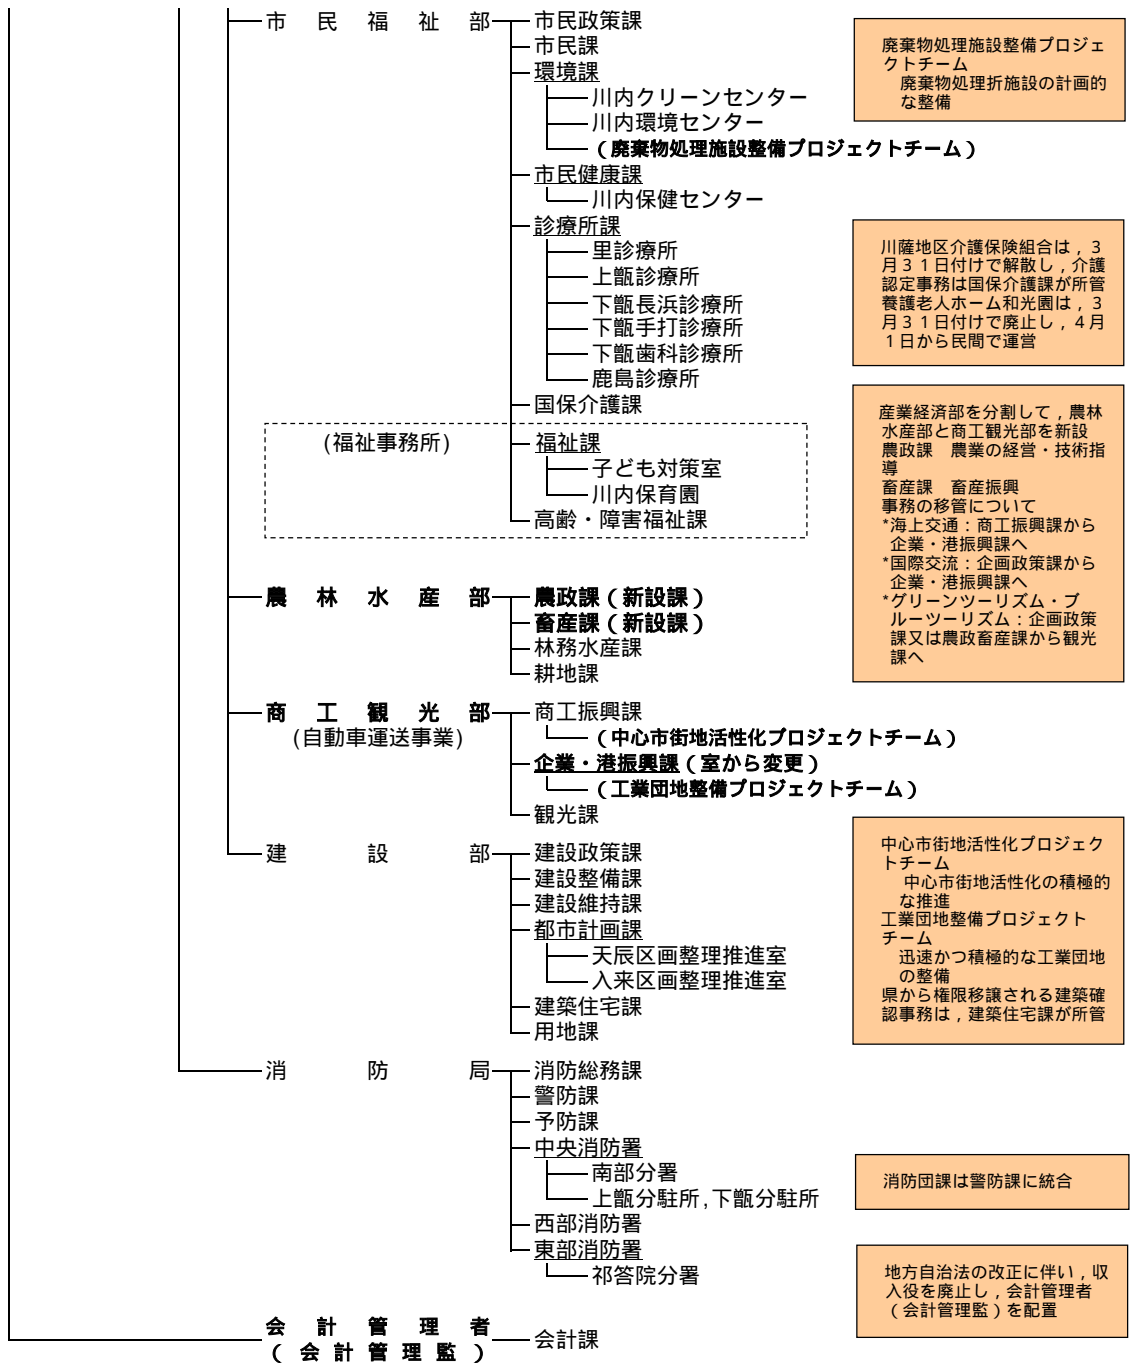 市民福祉部
市民政策課
市民課
環境課
川内クリーンセンター
川内環境センター
（廃棄物処理施設整備プロジェクトチーム）
市民健康課
川内保健センター
診療所課
里診療所
上甑診療所
下甑長浜診療所
下甑手打診療所
下甑歯科診療所
鹿島診療所
国保介護課
(福祉事務所)
福祉課
子ども対策室
川内保育園
高齢・障害福祉課
農林水産部
農政課（新設課）
畜産課（新設課）
林務水産課
耕地課
商工観光部
(自動車運送事業)
商工振興課
（中心市街地活性化プロジェクトチーム）
企業・港振興課（室から変更）
（工業団地整備プロジェクトチーム）
観光課
建設部
建設政策課
建設整備課
建設維持課
都市計画課
天辰区画整理推進室
入来区画整理推進室
建築住宅課
用地課
消防局
消防総務課
警防課
予防課
中央消防署
南部分署
上甑分駐所,下甑分駐所
西部消防署
東部消防署
祁答院分署
会計管理者
（会計管理監）
会計課
廃棄物処理施設整備プロジェ
クトチーム
廃棄物処理折施設の計画的
な整備
川薩地区介護保険組合は，３
月３１日付けで解散し，介護
認定事務は国保介護課が所管
養護老人ホーム和光園は，３
月３１日付けで廃止し，４月
１日から民間で運営
産業経済部を分割して，農林
水産部と商工観光部を新設
農政課　農業の経営・技術指
導
畜産課　畜産振興
事務の移管について
*海上交通：商工振興課から
企業・港振興課へ
*国際交流：企画政策課から
企業・港振興課へ
*グリーンツーリズム・ブ
ルーツーリズム：企画政策
課又は農政畜産課から観光
課へ
中心市街地活性化プロジェク
トチーム
中心市街地活性化の積極的
な推進
工業団地整備プロジェクト
チーム
迅速かつ積極的な工業団地
の整備
県から権限移譲される建築確
認事務は，建築住宅課が所管
消防団課は警防課に統合
地方自治法の改正に伴い，収
入役を廃止し，会計管理者
（会計管理監）を配置